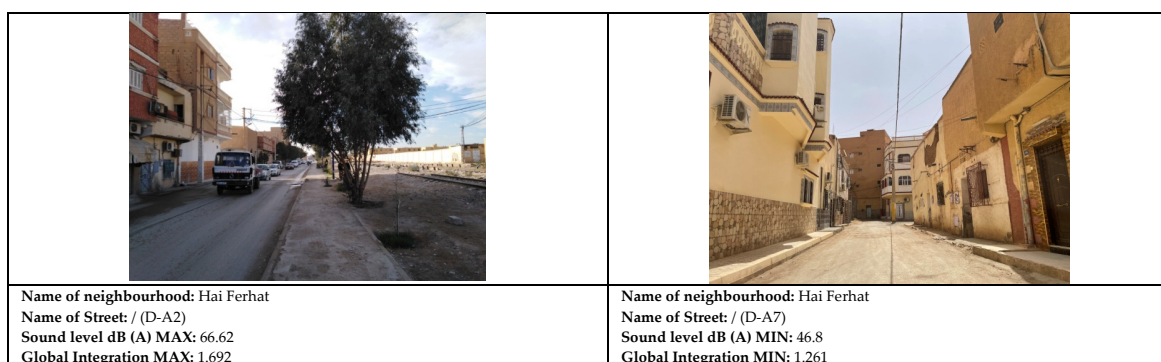 Name of neighbourhood: Hai Ferhat
Name of Street: / (D-A2)
Sound level dB (A) MAX: 66.62
Global Integration MAX: 1.692
Name of neighbourhood: Hai Ferhat
Name of Street: / (D-A7)
Sound level dB (A) MIN: 46.8
Global Integration MIN: 1.261